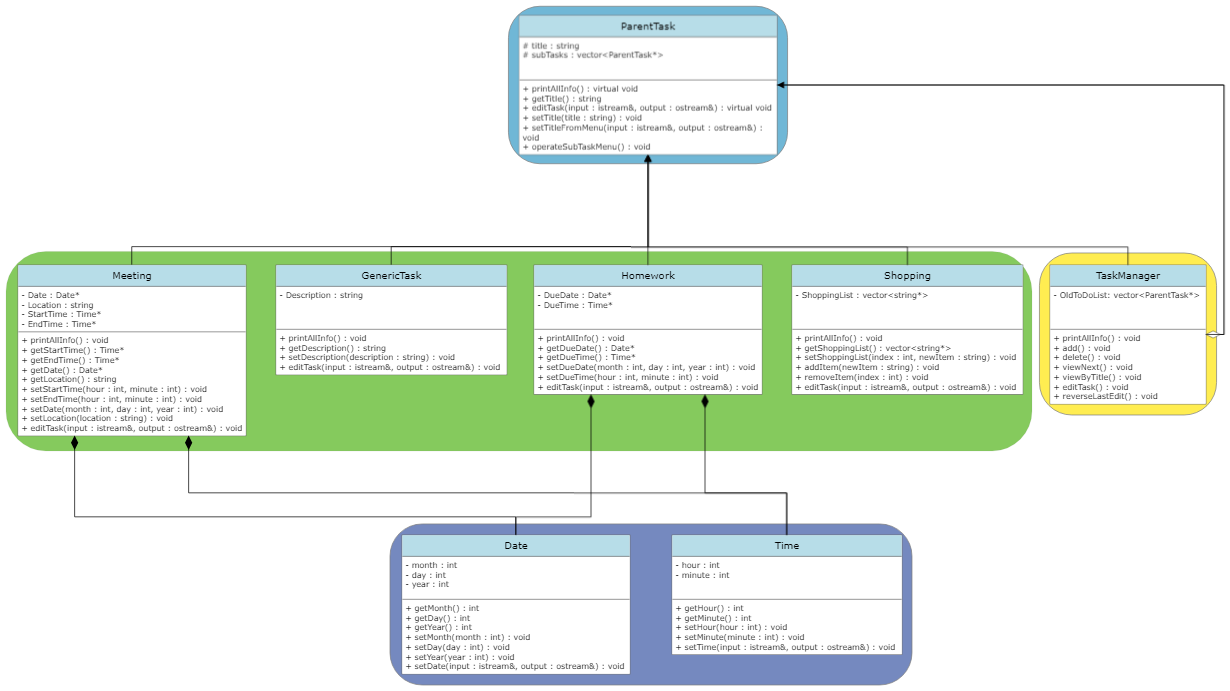 ParentTask
# title : string
# subTasks : vector<ParentTask*>
+ printAllInfo() : virtual void
+ getTitle() : string
+ editTask(input : istream&, output : ostream&) : virtual void
+ setTitle(title : string) : void
+ setTitleFromMenu(input : istream&, output : ostream&) :
void
+ operateSubTaskMenu() : void
Meeting
- Date : Date*
- Location : string
- StartTime : Time*
- EndTime : Time*
+ printAllInfo() : void
+ getStartTime() : Time*
+ getEndTime() : Time*
+ getDate() : Date*
+ getLocation() : string
+ setStartTime(hour : int, minute : int) : void
+ setEndTime(hour : int, minute : int) : void
+ setDate(month : int, day : int, year : int) : void
+ setLocation(location : string) : void
+ editTask(input : istream&, output : ostream&) : void
GenericTask
- Description : string
+ printAllInfo() : void
+ getDescription() : string
+ setDescription(description : string) : void
+ editTask(input : istream&, output : ostream&) : void
Homework
- DueDate : Date*
- DueTime : Time*
+ printAllInfo() : void
+ getDueDate() : Date*
+ getDueTime() : Time*
+ setDueDate(month : int, day : int, year : int) : void
+ setDueTime(hour : int, minute : int) : void
+ editTask(input : istream&, output : ostream&) : void
Shopping
- ShoppingList : vector<string*>
+ printAllInfo() : void
+ getShoppingList() : vector<string*>
+ setShoppingList(index : int, newItem : string) : void
+ addItem(newItem : string) : void
+ removeItem(index : int) : void
+ editTask(input : istream&, output : ostream&) : void
TaskManager
- OldToDoList: vector<ParentTask*>
+ printAllInfo() : void
+ add() : void
+ delete() : void
+ viewNext() : void
+ viewByTitle() : void
+ editTask() : void
+ reverseLastEdit() : void
Date
- month : int
- day : int
- year : int
+ getMonth() : int
+ getDay() : int
+ getYear() : int
+ setMonth(month : int) : void
+ setDay(day : int) : void
+ setYear(year : int) : void
+ setDate(input : istream&, output : ostream&) : void
Time
- hour : int
- minute : int
+ getHour() : int
+ getMinute() : int
+ setHour(hour : int) : void
+ setMinute(minute : int) : void
+ setTime(input : istream&, output : ostream&) : void